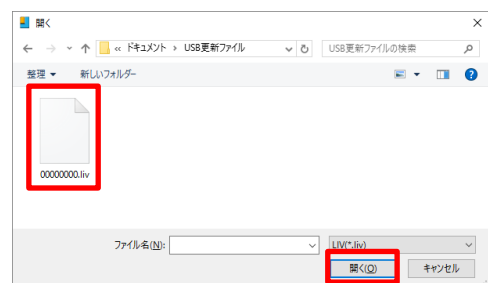 開く
« ドキュメント › USB更新ファイル
USB更新ファイルの検索
整理
新しいフォルダー
00000000.liv
ファイル名(N):
LIV(*.liv)
開く(O)
キャンセル